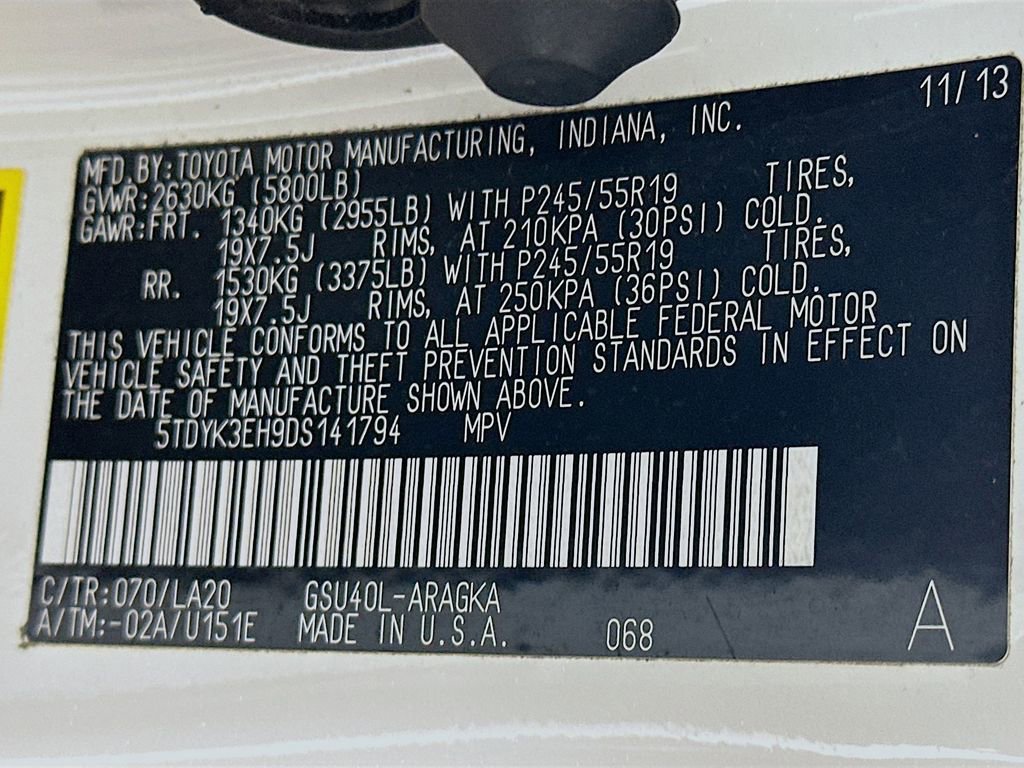 11/13
MFD.BY:TOYOTA MOTOR MANUFACTURING, INDIANA, INC.
GVWR:2630KG (5800LB)
GAWR:FRT. 1340KG (2955LB) WITH P245/55R19 TIRES,
19X7.5J RIMS, AT 210KPA (30PSI) COLD.
RR. 1530KG (3375LB) WITH P245/55R19 TIRES,
19X7.5J RIMS, AT 250KPA (36PSI) COLD.
THIS VEHICLE CONFORMS TO ALL APPLICABLE FEDERAL MOTOR
VEHICLE SAFETY AND THEFT PREVENTION STANDARDS IN EFFECT ON
THE DATE OF MANUFACTURE SHOWN ABOVE.
5TDYK3EH9DS141794 MPV
C/TR:070/LA20 GSU40L-ARAGKA
A/TM:-02A/U151E MADE IN U.S.A. 068 A